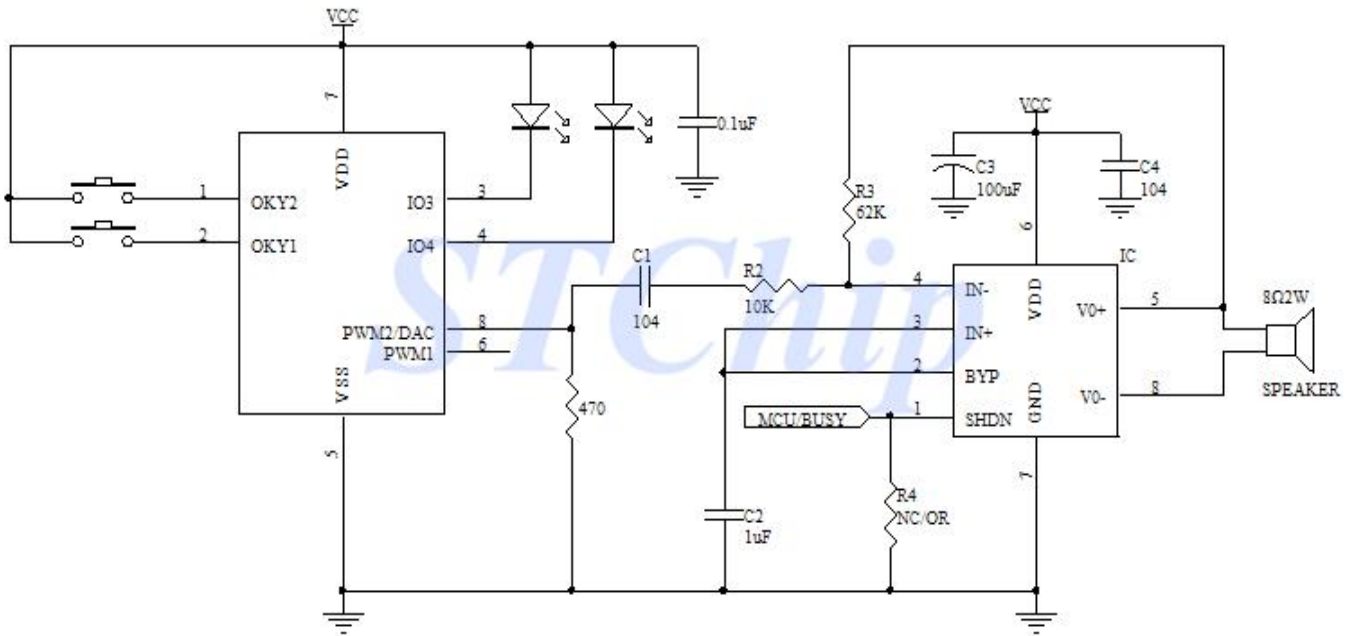 VCC
7
VDD
0.1uF
1
OKY2
IO3
3
2
OKY1
IO4
4
PWM2/DAC
8
PWM1
6
VSS
5
470
C1
104
R2
10K
R3
62K
VCC
C3
100uF
C4
104
6
IC
4
IN-
VDD
3
IN+
V0+
5
2
BYP
GND
V0-
8
1
SHDN
MCU/BUSY
7
8Ω2W
SPEAKER
R4
NC/OR
C2
1uF
STChip